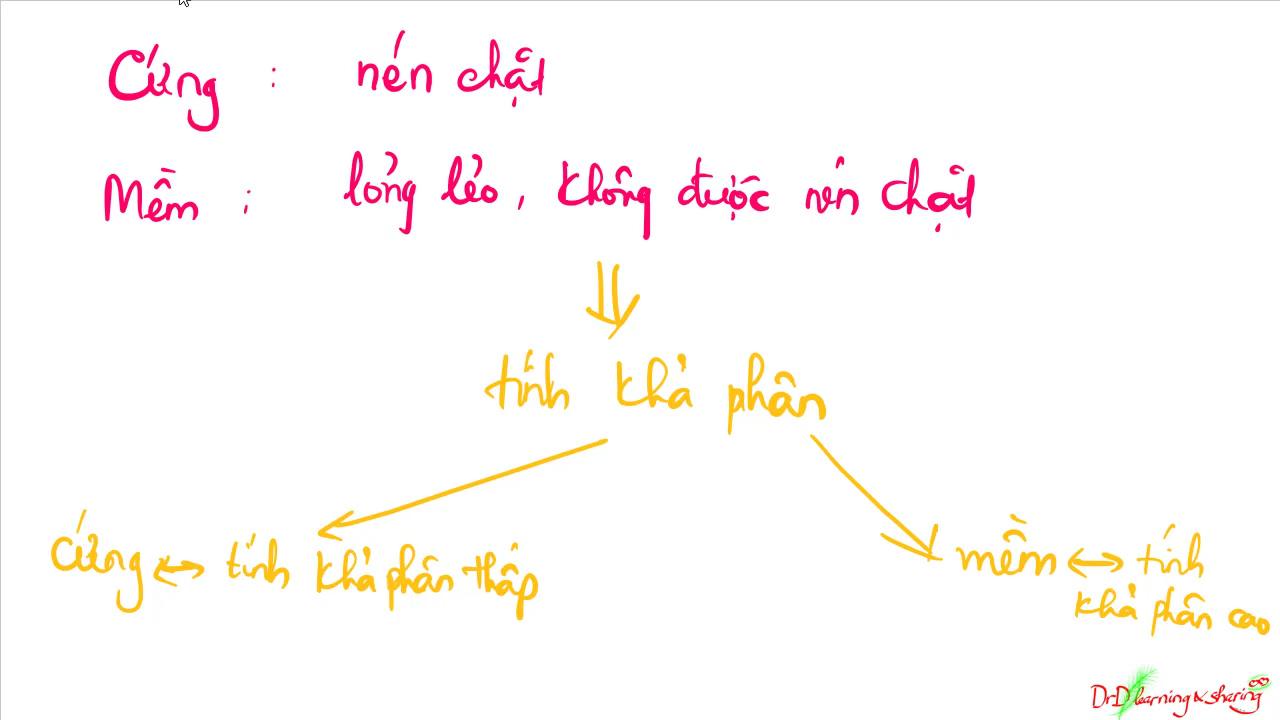 Cứng : nén chặt
Mềm : lỏng lẻo, không được nén chặt
tính khả phân
cứng ↔ tính khả phân thấp
mềm ↔ tính
khả phân cao
DrD learning & sharing